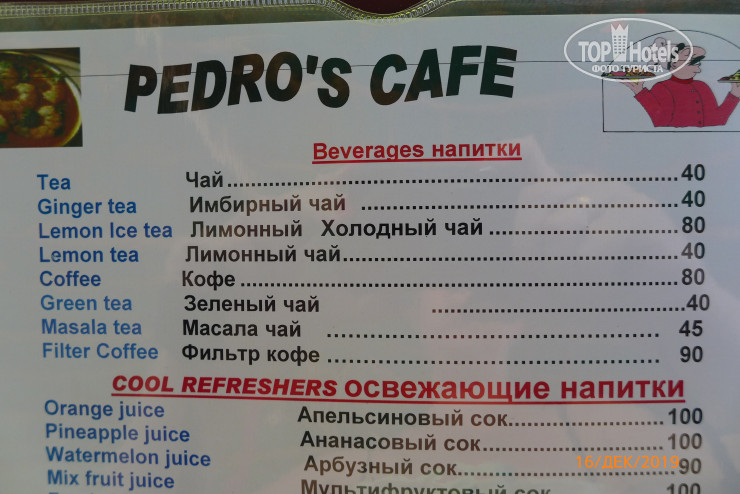 TOP Hotels
ФОТО ТУРИСТА
PEDRO'S CAFE
Beverages напитки
Tea Чай 40
Ginger tea Имбирный чай 40
Lemon Ice tea Лимонный Холодный чай 80
Lemon tea Лимонный чай 40
Coffee Кофе 80
Green tea Зеленый чай 40
Masala tea Масала чай 45
Filter Coffee Фильтр кофе 90
COOL REFRESHERS освежающие напитки
Orange juice Апельсиновый сок 100
Pineapple juice Ананасовый сок 100
Watermelon juice Арбузный сок 90
16/ДЕК/2019
Mix fruit juice Мультифруктовый сок 100